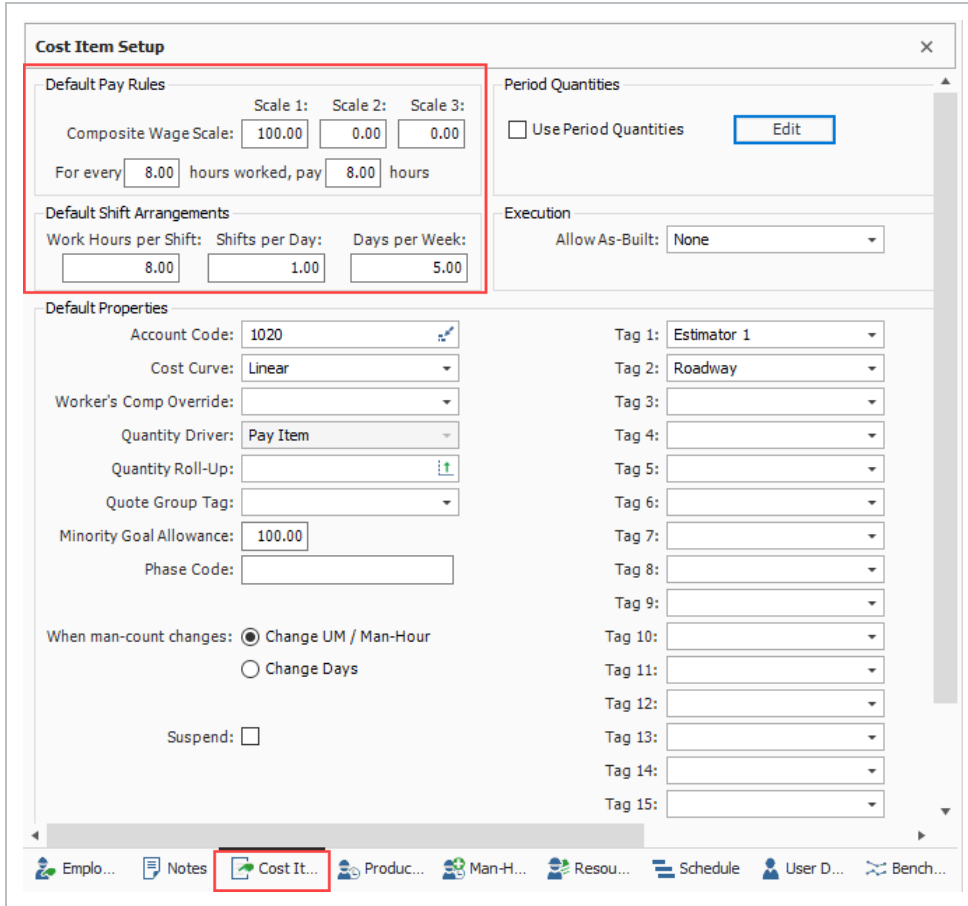 Cost Item Setup
Default Pay Rules
Scale 1: Scale 2: Scale 3:
Composite Wage Scale: 100.00 0.00 0.00
For every 8.00 hours worked, pay 8.00 hours
Period Quantities
Use Period Quantities Edit
Default Shift Arrangements
Work Hours per Shift: Shifts per Day: Days per Week:
8.00 1.00 5.00
Execution
Allow As-Built: None
Default Properties
Account Code: 1020 Tag 1: Estimator 1
Cost Curve: Linear Tag 2: Roadway
Worker's Comp Override: Tag 3:
Quantity Driver: Pay Item Tag 4:
Quantity Roll-Up: Tag 5:
Quote Group Tag: Tag 6:
Minority Goal Allowance: 100.00 Tag 7:
Phase Code: Tag 8:
Tag 9:
When man-count changes: Change UM / Man-Hour Tag 10:
Change Days Tag 11:
Tag 12:
Suspend: Tag 13:
Tag 14:
Tag 15:
Emplo... Notes Cost It... Produc... Man-H... Resou... Schedule User D... Bench...